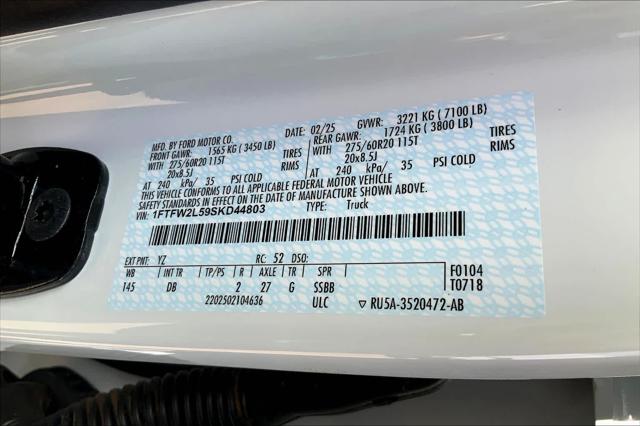 MFD. BY FORD MOTOR CO. DATE: 02/25 GVWR: 3221 KG ( 7100 LB)
FRONT GAWR: 1565 KG ( 3450 LB) REAR GAWR: 1724 KG ( 3800 LB)
WITH 275/60R20 115T TIRES WITH 275/60R20 115T TIRES
20x8.5J RIMS 20x8.5J RIMS
AT 240 kPa/ 35 PSI COLD AT 240 kPa/ 35 PSI COLD
THIS VEHICLE CONFORMS TO ALL APPLICABLE FEDERAL MOTOR VEHICLE
SAFETY STANDARDS IN EFFECT ON THE DATE OF MANUFACTURE SHOWN ABOVE.
VIN: 1FTFW2L59SKD44803 TYPE: Truck
EXT PNT: YZ RC: 52 DSO:
WB INT TR TP/PS R AXLE TR SPR F0104
145 DB 2 27 G SSBB T0718
2202502104636 ULC RU5A-3520472-AB